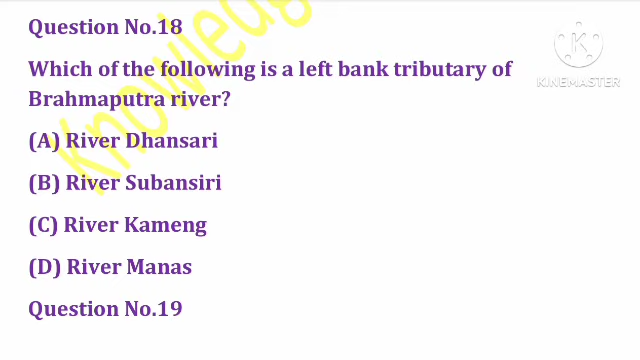 Question No.18
Which of the following is a left bank tributary of
Brahmaputra river?
(A) River Dhansari
(B) River Subansiri
(C) River Kameng
(D) River Manas
Question No.19
Knowledg
K
KINEMASTER